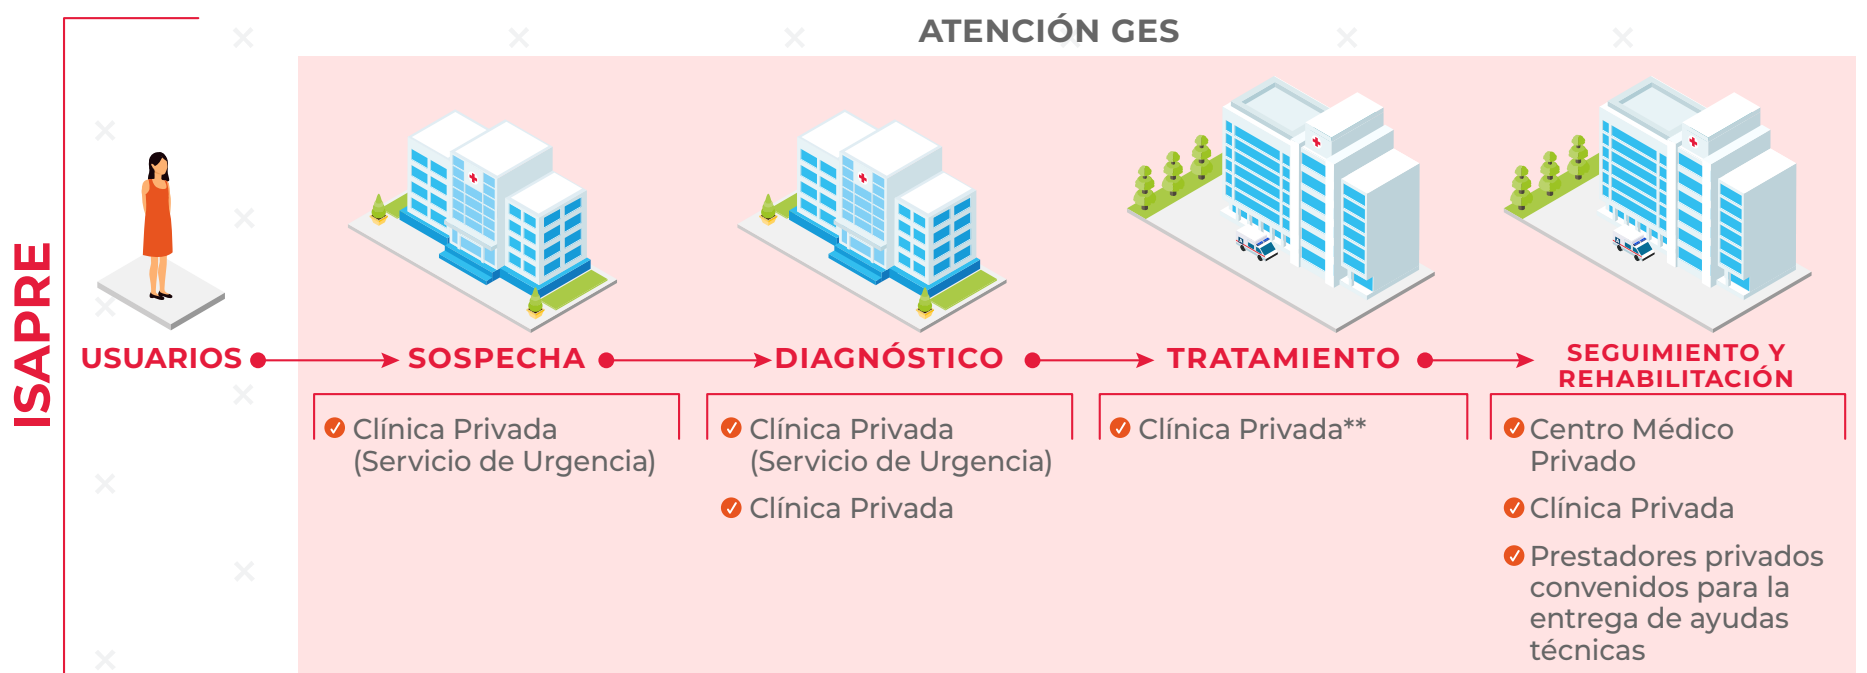 ATENCIÓN GES
ISAPRE
USUARIOS
SOSPECHA
DIAGNÓSTICO
TRATAMIENTO
SEGUIMIENTO Y
REHABILITACIÓN
Clínica Privada
(Servicio de Urgencia)
Clínica Privada
(Servicio de Urgencia)
Clínica Privada
Clínica Privada**
Centro Médico
Privado
Clínica Privada
Prestadores privados
convenidos para la
entrega de ayudas
técnicas